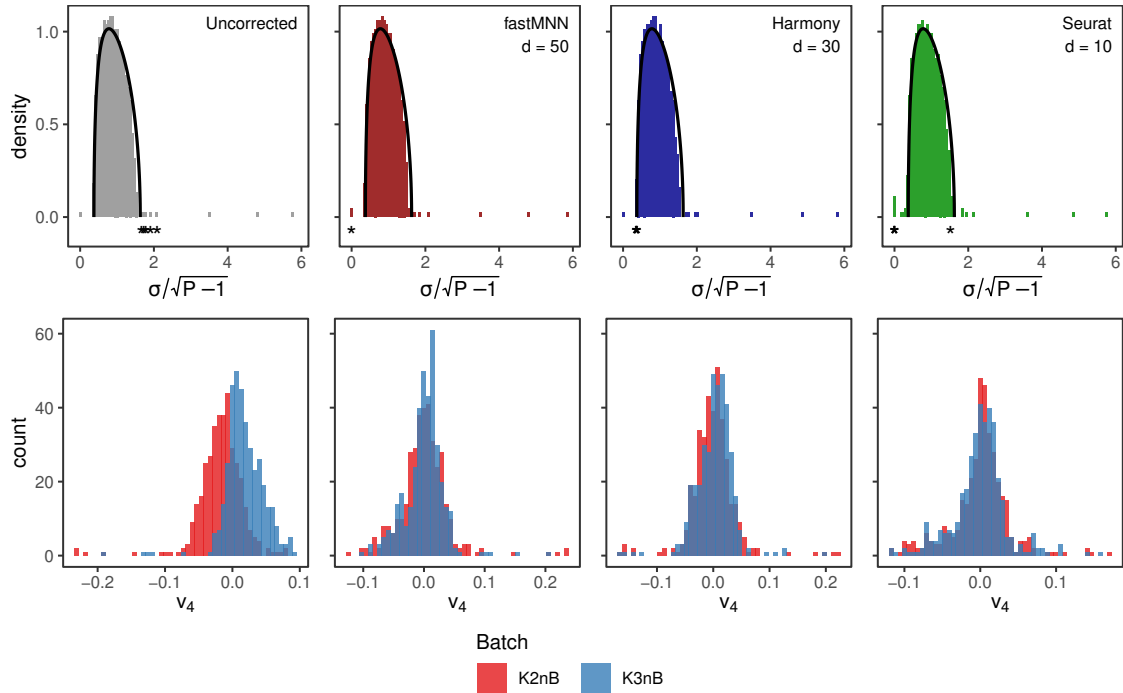 Uncorrected
fastMNN
d = 50
Harmony
d = 30
Seurat
d = 10
density
1.0
0.5
0.0
* * * * *
*
*
* *
0 2 4 6
0 2 4 6
0 2 4 6
0 2 4 6
σ/√P −1
σ/√P −1
σ/√P −1
σ/√P −1
count
60
40
20
0
−0.2 −0.1 0.0 0.1
−0.1 0.0 0.1 0.2
−0.1 0.0 0.1 0.2
−0.1 0.0 0.1
v₄
v₄
v₄
v₄
Batch
K2nB K3nB